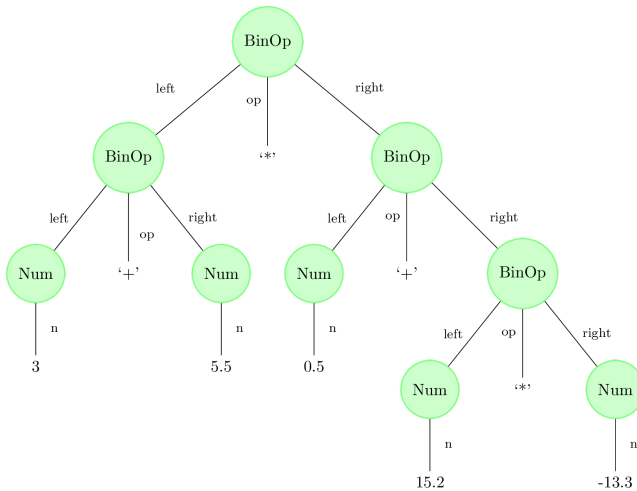 BinOp
left
op
right
BinOp
‘*’
BinOp
left
op
right
left
op
right
Num
‘+’
Num
Num
‘+’
BinOp
n
n
n
left
op
right
3
5.5
0.5
Num
‘*’
Num
n
n
15.2
-13.3